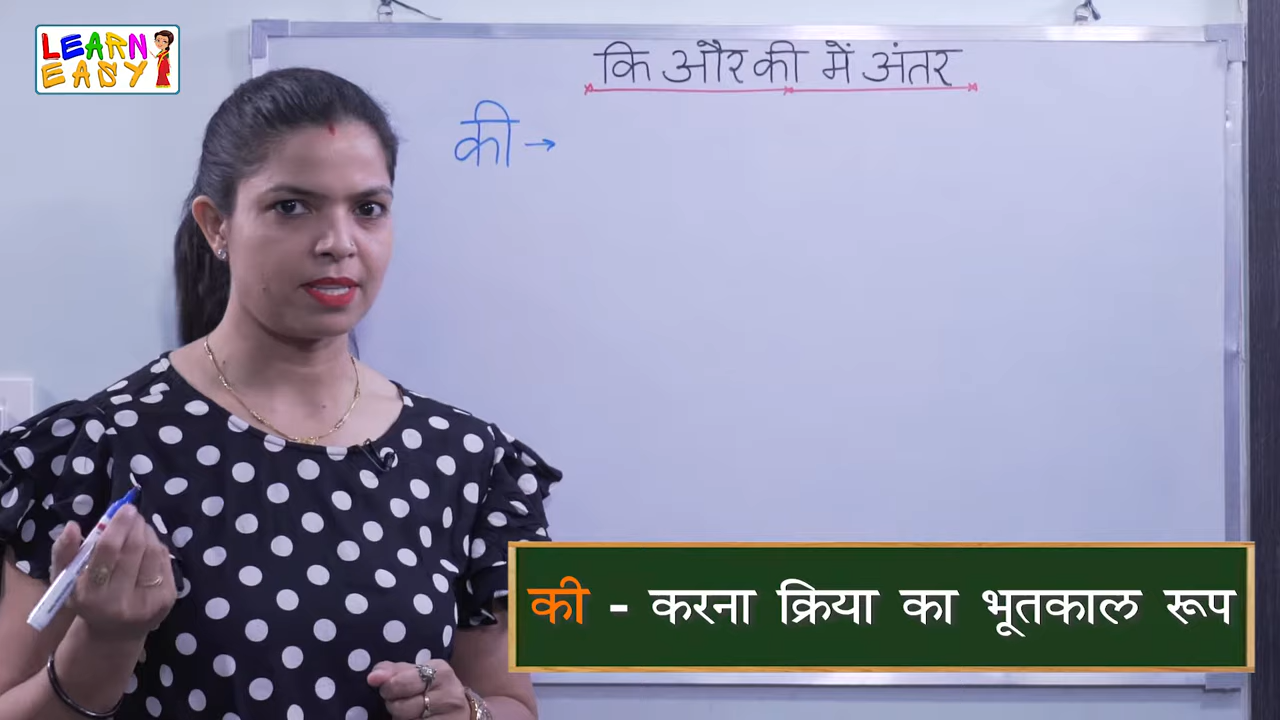 LEARN
EASY
कि और की में अंतर
की →
की - करना क्रिया का भूतकाल रूप